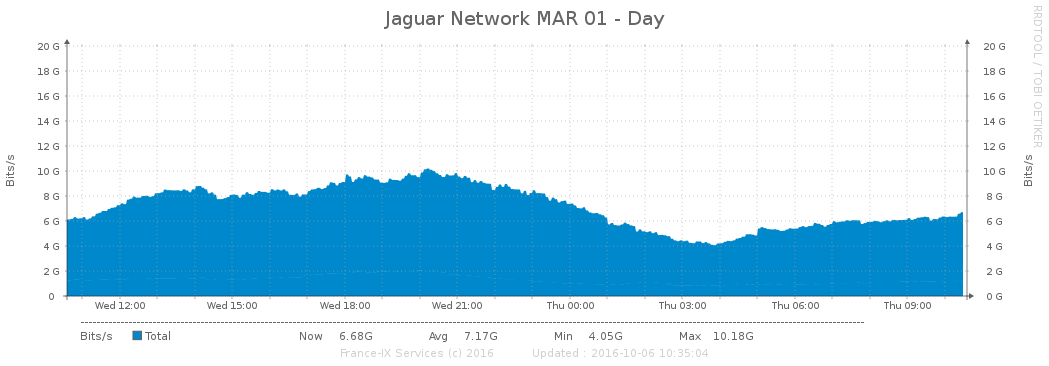 Jaguar Network MAR 01 - Day
RRDTOOL / TOBI OETIKER
Bits/s
20 G
18 G
16 G
14 G
12 G
10 G
8 G
6 G
4 G
2 G
0
20 G
18 G
16 G
14 G
12 G
10 G
8 G
6 G
4 G
2 G
0 G
Bits/s
Wed 12:00 Wed 15:00 Wed 18:00 Wed 21:00 Thu 00:00 Thu 03:00 Thu 06:00 Thu 09:00
Bits/s Total Now 6.68G Avg 7.17G Min 4.05G Max 10.18G
France-IX Services (c) 2016 Updated : 2016-10-06 10:35:04